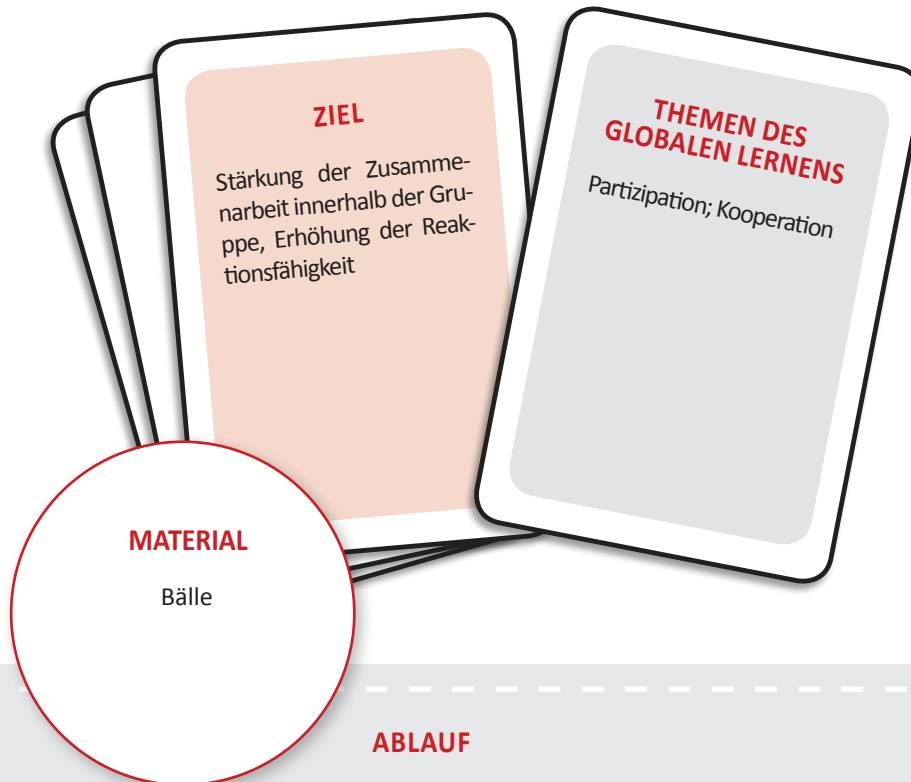 ZIEL
Stärkung der Zusamme-
narbeit innerhalb der Gru-
ppe, Erhöhung der Reak-
tionsfähigkeit
THEMEN DES
GLOBALEN LERNENS
Partizipation; Kooperation
MATERIAL
Bälle
ABLAUF